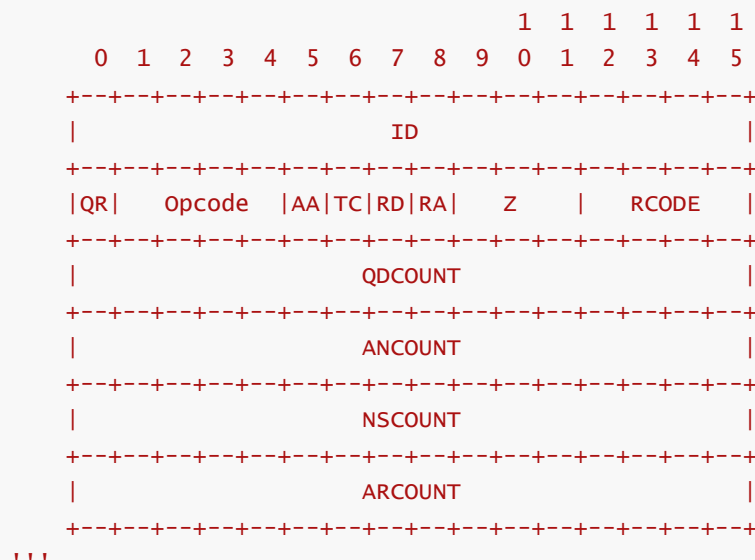 1  1  1  1  1  1
      0  1  2  3  4  5  6  7  8  9  0  1  2  3  4  5
    +--+--+--+--+--+--+--+--+--+--+--+--+--+--+--+--+
    |                      ID                       |
    +--+--+--+--+--+--+--+--+--+--+--+--+--+--+--+--+
    |QR|   Opcode  |AA|TC|RD|RA|   Z    |   RCODE   |
    +--+--+--+--+--+--+--+--+--+--+--+--+--+--+--+--+
    |                    QDCOUNT                    |
    +--+--+--+--+--+--+--+--+--+--+--+--+--+--+--+--+
    |                    ANCOUNT                    |
    +--+--+--+--+--+--+--+--+--+--+--+--+--+--+--+--+
    |                    NSCOUNT                    |
    +--+--+--+--+--+--+--+--+--+--+--+--+--+--+--+--+
    |                    ARCOUNT                    |
    +--+--+--+--+--+--+--+--+--+--+--+--+--+--+--+--+
'''